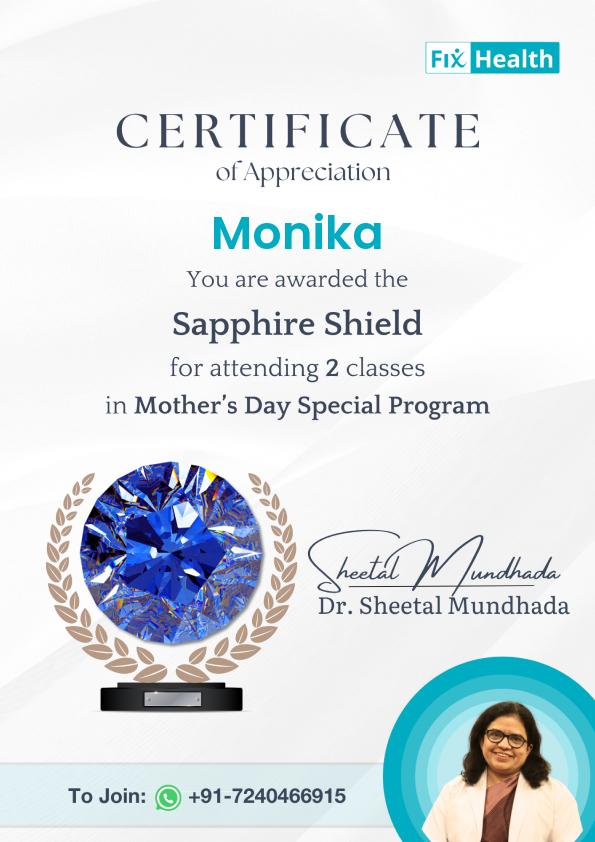 Fix Health
CERTIFICATE
of Appreciation
Monika
You are awarded the
Sapphire Shield
for attending 2 classes
in Mother’s Day Special Program
Sheetal Mundhada
Dr. Sheetal Mundhada
To Join: +91-7240466915